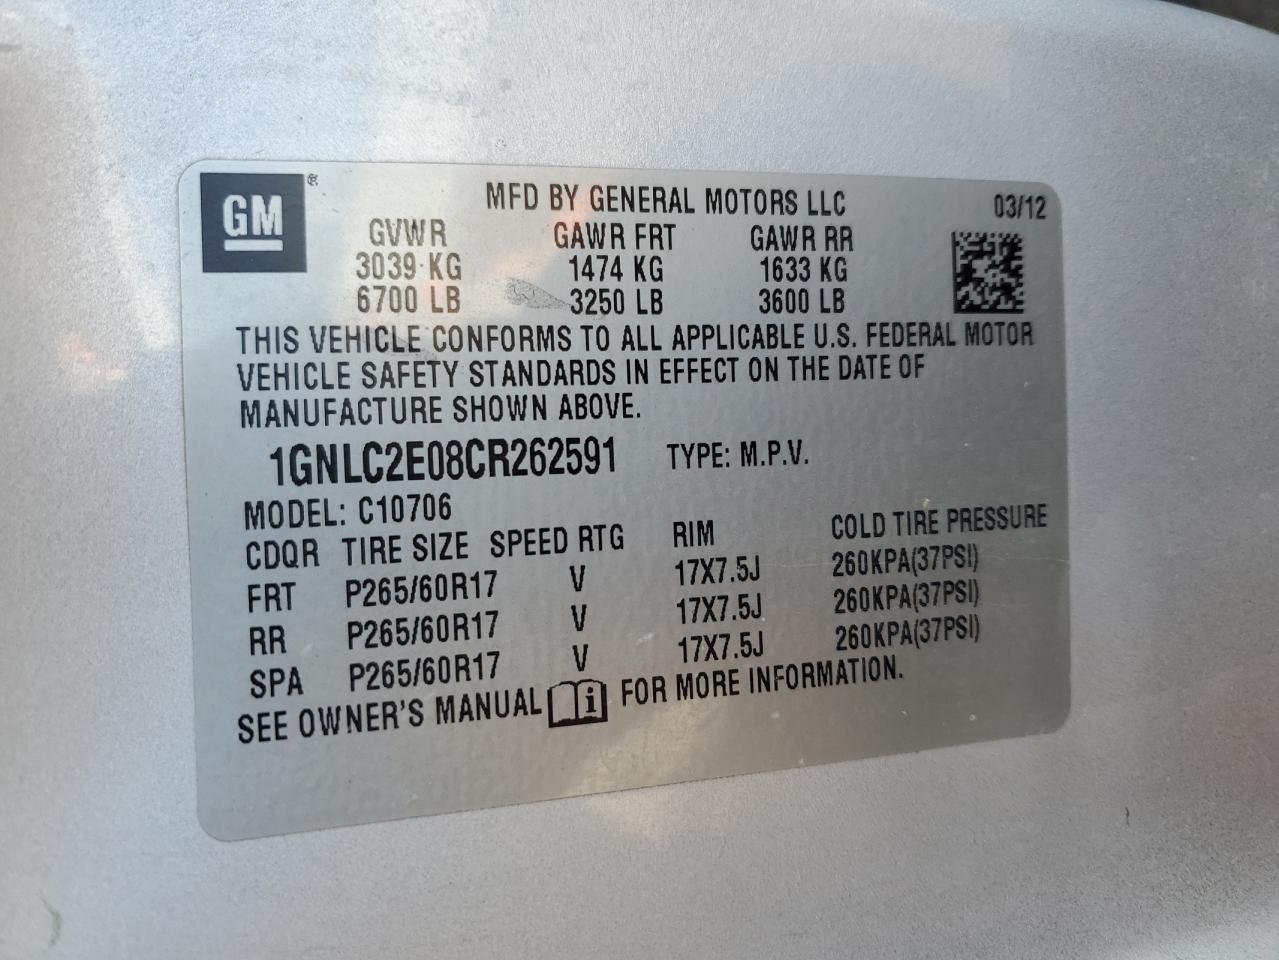 GM ® MFD BY GENERAL MOTORS LLC 03/12
GVWR GAWR FRT GAWR RR
3039 KG 1474 KG 1633 KG
6700 LB 3250 LB 3600 LB
THIS VEHICLE CONFORMS TO ALL APPLICABLE U.S. FEDERAL MOTOR
VEHICLE SAFETY STANDARDS IN EFFECT ON THE DATE OF
MANUFACTURE SHOWN ABOVE.
1GNLC2E08CR262591 TYPE: M.P.V.
MODEL: C10706
CDQR TIRE SIZE SPEED RTG RIM COLD TIRE PRESSURE
FRT P265/60R17 V 17X7.5J 260KPA(37PSI)
RR P265/60R17 V 17X7.5J 260KPA(37PSI)
SPA P265/60R17 V 17X7.5J 260KPA(37PSI)
SEE OWNER'S MANUAL i FOR MORE INFORMATION.